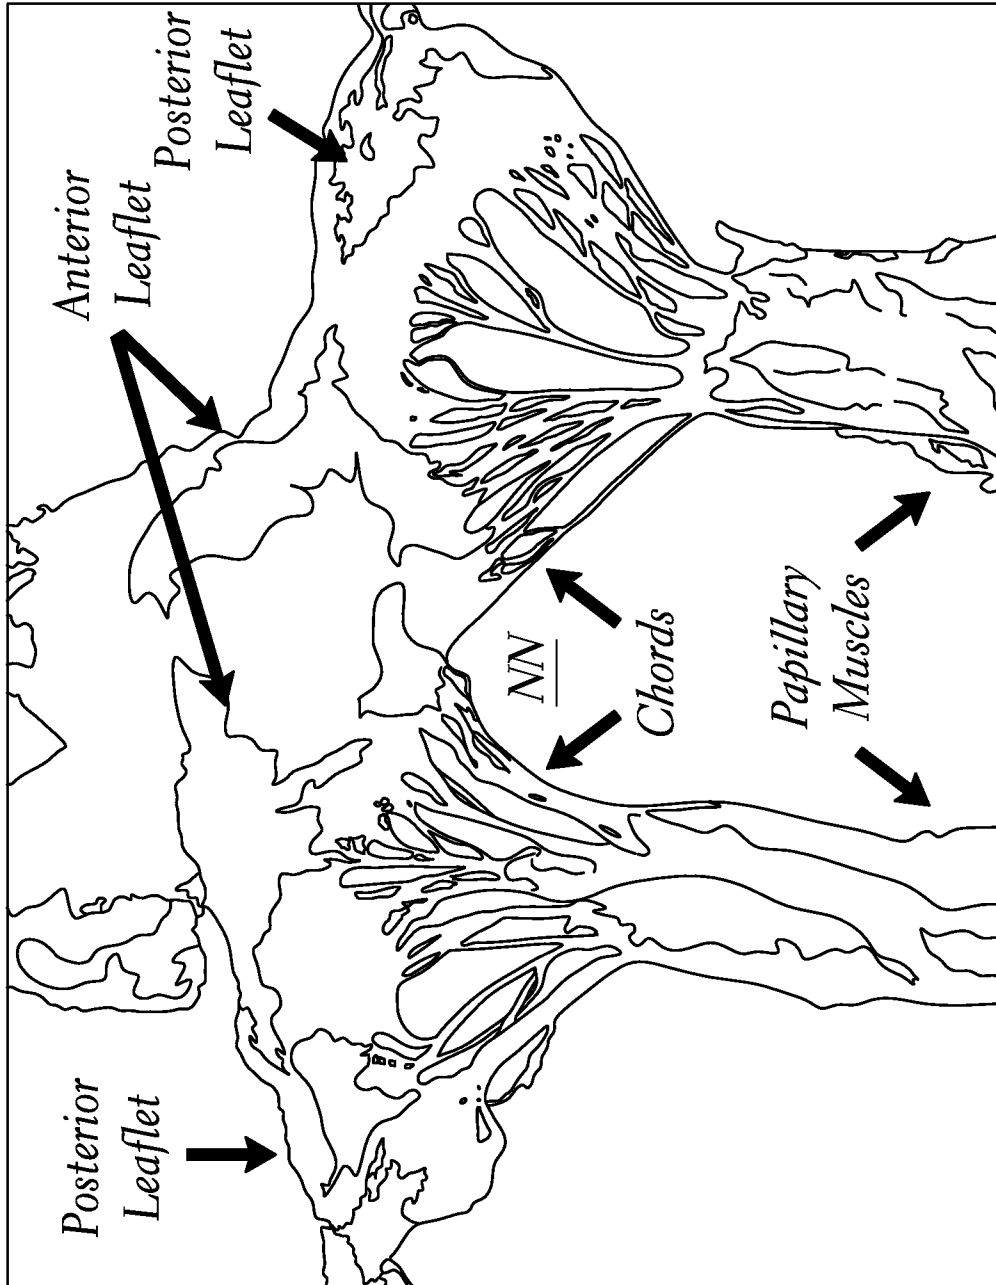 Posterior
Leaflet
Anterior
Leaflet
Posterior
Leaflet
NN
Chords
Papillary
Muscles